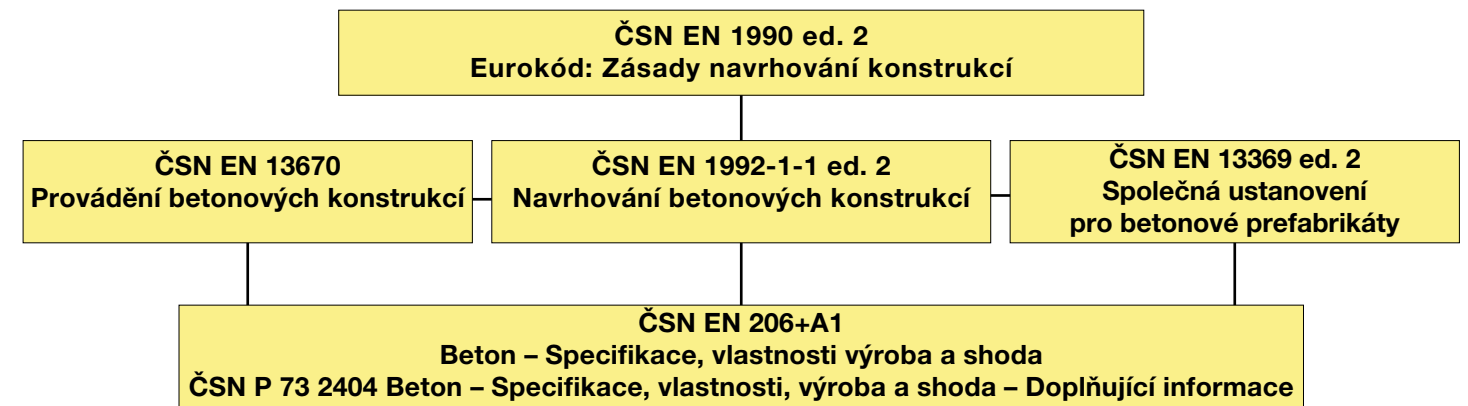 ČSN EN 1990 ed. 2
Eurokód: Zásady navrhování konstrukcí
ČSN EN 13670
Provádění betonových konstrukcí
ČSN EN 1992-1-1 ed. 2
Navrhování betonových konstrukcí
ČSN EN 13369 ed. 2
Společná ustanovení
pro betonové prefabrikáty
ČSN EN 206+A1
Beton – Specifikace, vlastnosti výroba a shoda
ČSN P 73 2404 Beton – Specifikace, vlastnosti, výroba a shoda – Doplňující informace